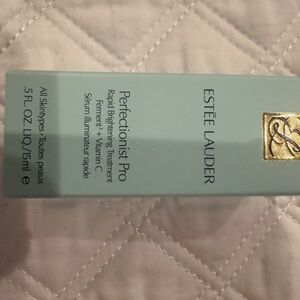 ESTĒE LAUDER
Perfectionist Pro
Rapid Brightening Treatment
Ferment² + Vitamin C
Sérum illuminateur rapide
All Skintypes • Toutes peaux
.5 FL. OZ. LIQ./15ml e